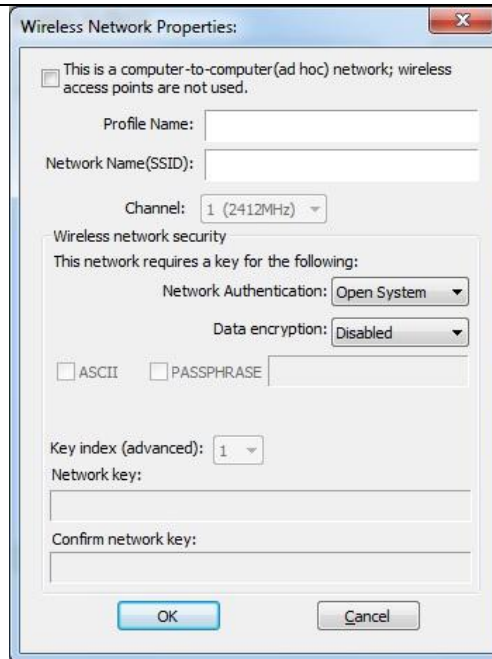 Wireless Network Properties:
This is a computer-to-computer(ad hoc) network; wireless
access points are not used.
Profile Name:
Network Name(SSID):
Channel: 1 (2412MHz)
Wireless network security
This network requires a key for the following:
Network Authentication: Open System
Data encryption: Disabled
ASCII PASSPHRASE
Key index (advanced): 1
Network key:
Confirm network key:
OK Cancel